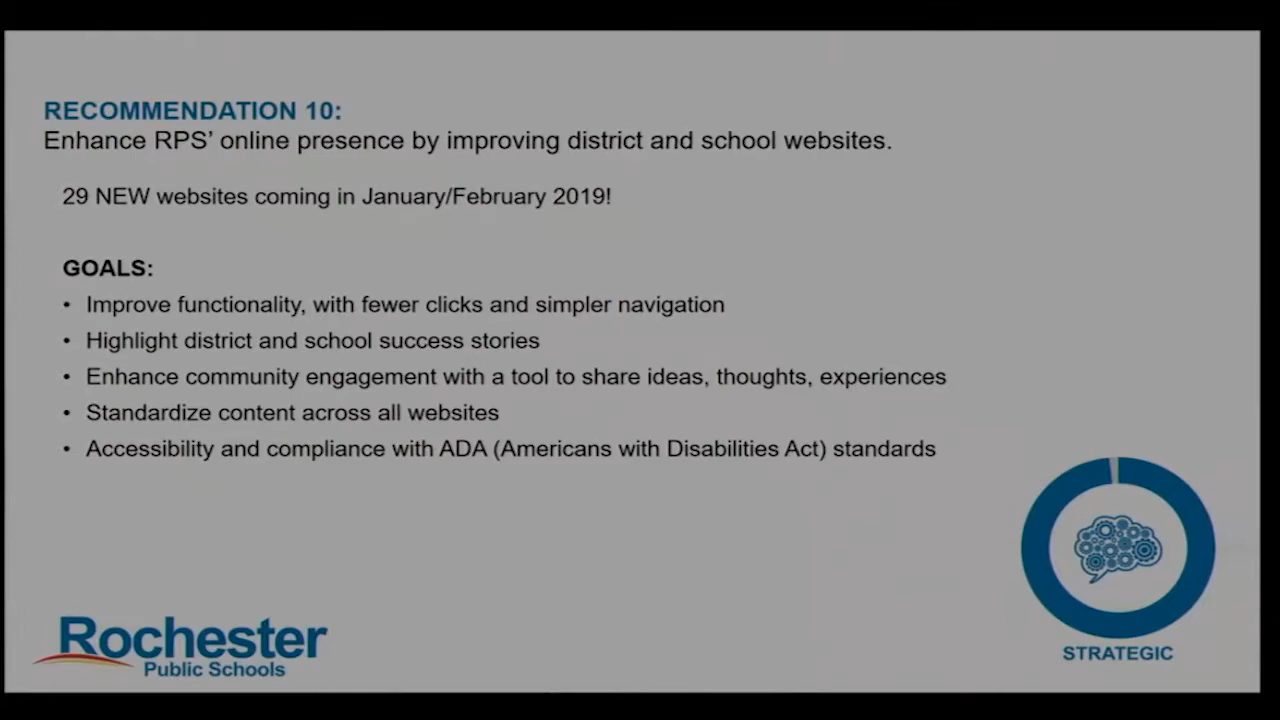 RECOMMENDATION 10:
Enhance RPS’ online presence by improving district and school websites.
29 NEW websites coming in January/February 2019!
GOALS:
• Improve functionality, with fewer clicks and simpler navigation
• Highlight district and school success stories
• Enhance community engagement with a tool to share ideas, thoughts, experiences
• Standardize content across all websites
• Accessibility and compliance with ADA (Americans with Disabilities Act) standards
STRATEGIC
Rochester
Public Schools